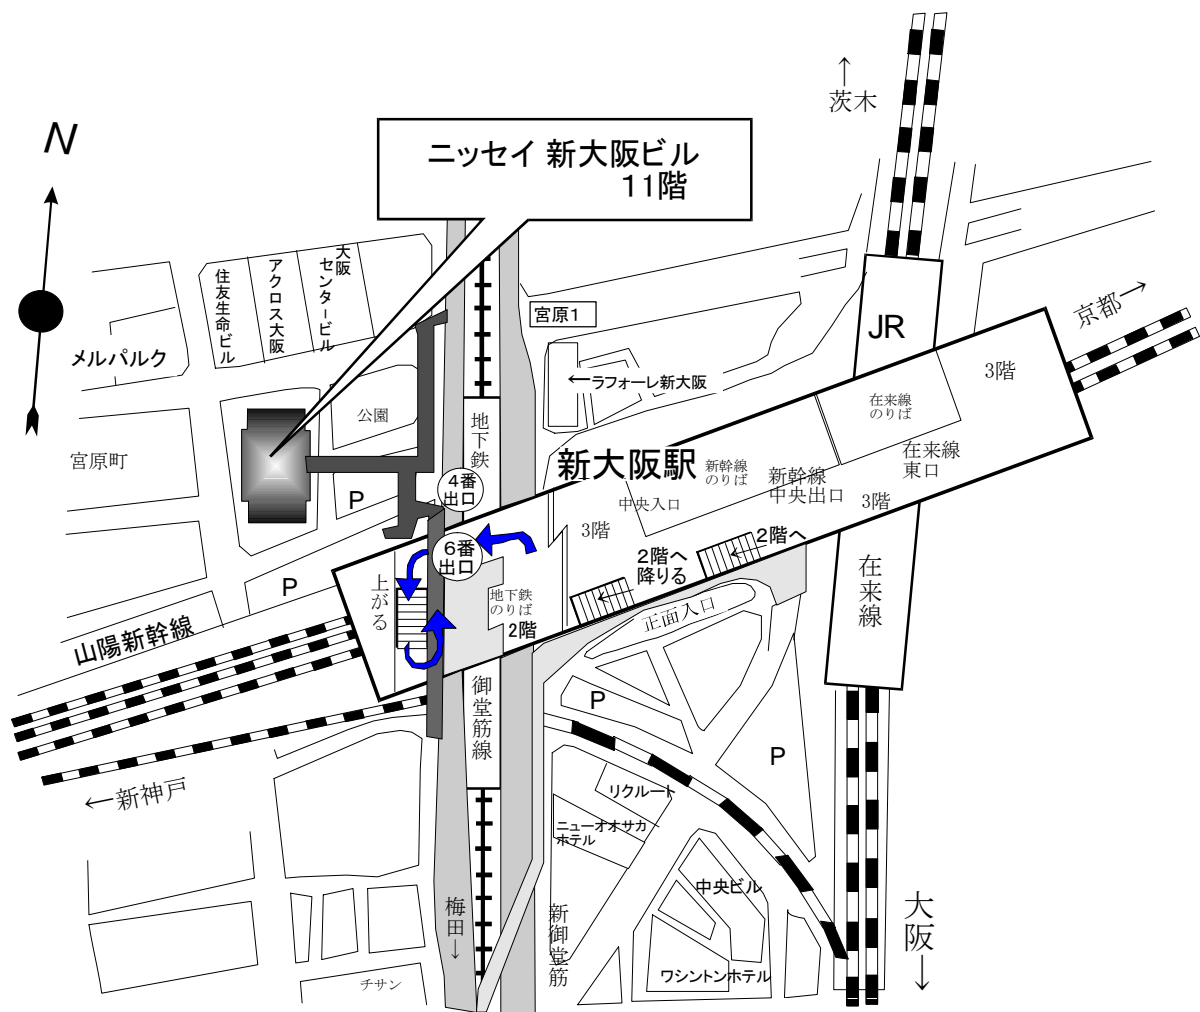 N
↑
茨木
ニッセイ 新大阪ビル
11階
住友生命ビル
アクロス大阪
大阪
センタービル
メルパルク
宮原1
←ラフォーレ新大阪
JR
京都→
3階
公園
地下鉄
在来線
のりば
宮原町
P
4番
出口
新大阪駅
新幹線
のりば
中央入口
新幹線
中央出口
在来線
東口
3階
3階
6番
出口
2階へ
降りる
2階へ
P
上がる
地下鉄
のりば
2階
正面入口
在来線
山陽新幹線
御堂筋線
P
P
←新神戸
リクルート
ニューオオサカ
ホテル
中央ビル
梅田→
新御堂筋
大阪→
チサン
ワシントンホテル